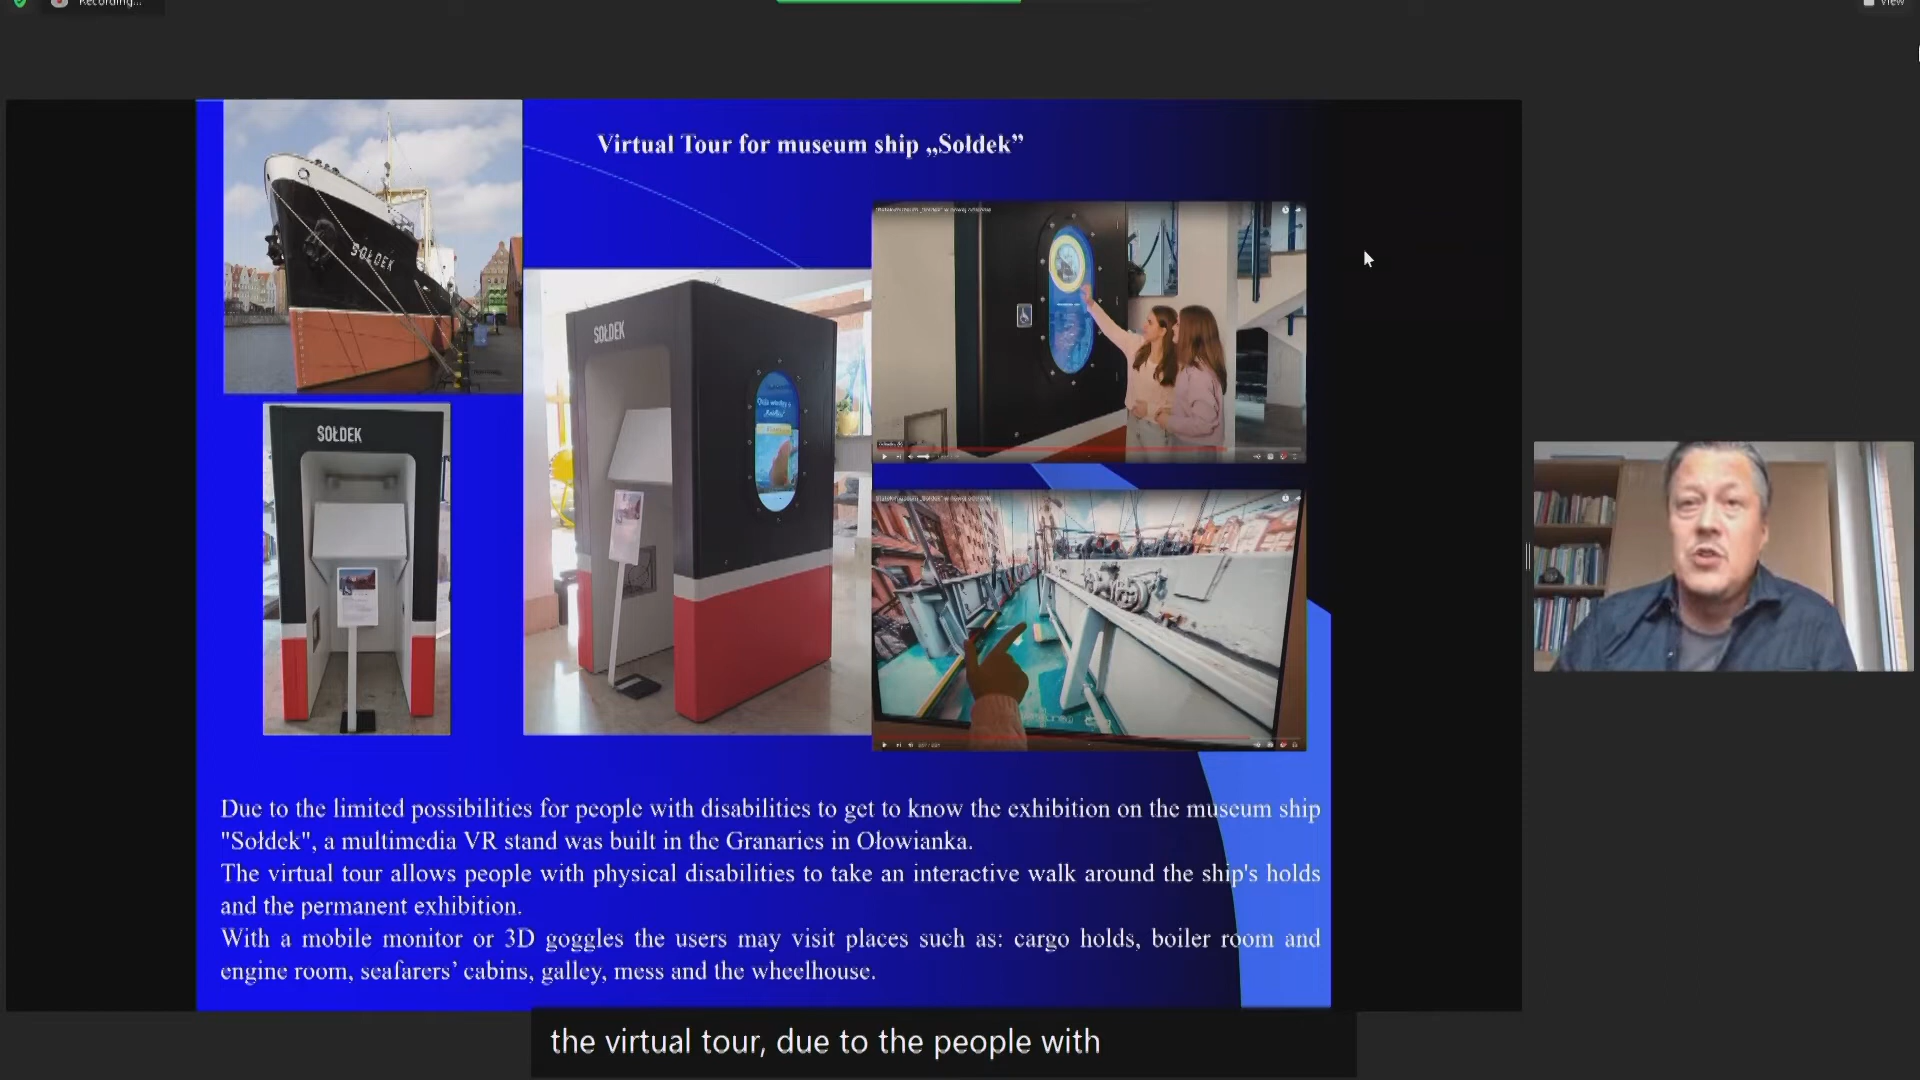 Recording...
View
Virtual Tour for museum ship „Sołdek”
SOŁDEK
SOŁDEK
SOŁDEK
Due to the limited possibilities for people with disabilities to get to know the exhibition on the museum ship
"Sołdek", a multimedia VR stand was built in the Granaries in Ołowianka.
The virtual tour allows people with physical disabilities to take an interactive walk around the ship's holds
and the permanent exhibition.
With a mobile monitor or 3D goggles the users may visit places such as: cargo holds, boiler room and
engine room, seafarers’ cabins, galley, mess and the wheelhouse.
the virtual tour, due to the people with